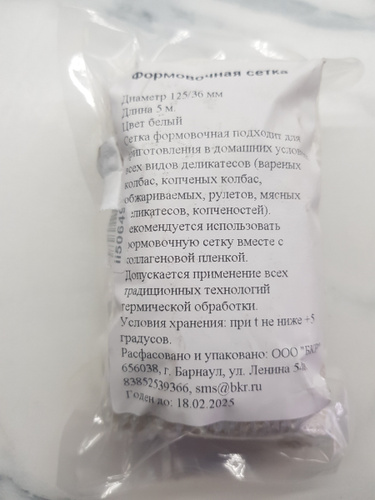 Формовочная сетка
Диаметр 125/36 мм
Длина 5 м.
Цвет белый
Сетка формовочная подходит для
приготовления в домашних усло
всех видов деликатесов (вареных
колбас, копченых колбас,
обжариваемых, рулетов, мясных
деликатесов, копченостей).
Рекомендуется использовать
формовочную сетку вместе с
коллагеновой пленкой.
Допускается применение всех
традиционных технологий
термической обработки.
Условия хранения: при t не ниже +5
градусов.
Расфасовано и упаковано: ООО "БКР"
656038, г. Барнаул, ул. Ленина
83852539366, sms@bkr.ru
Годен до: 18.02.2025